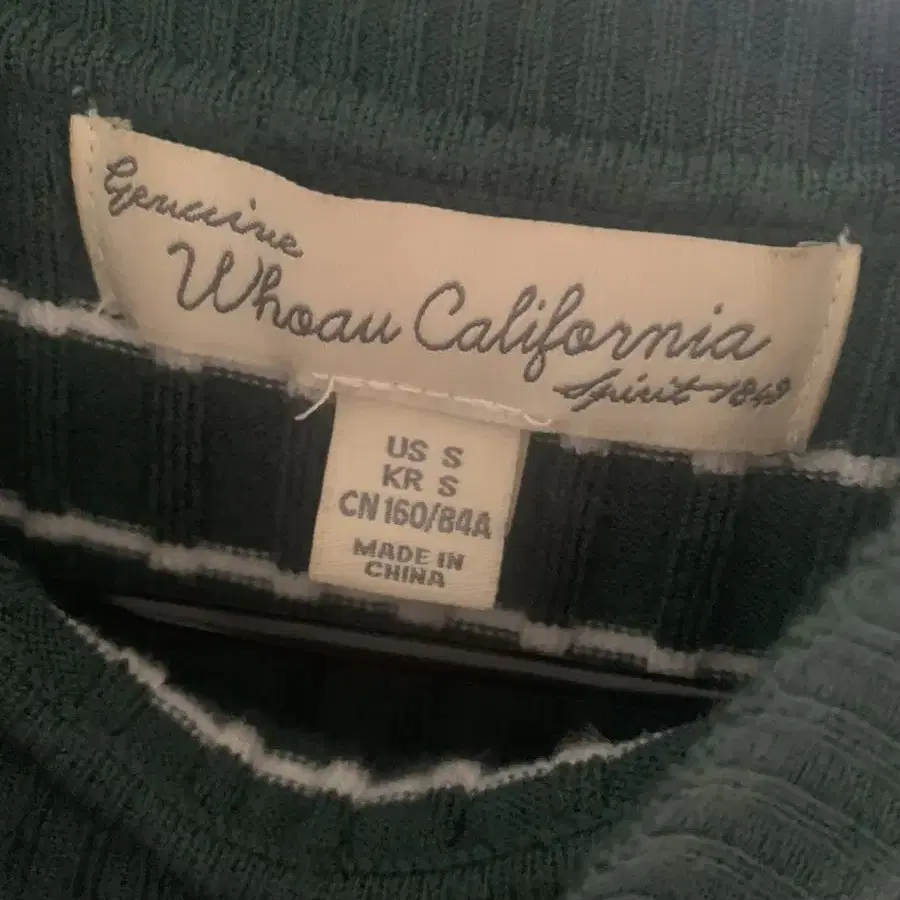 Genuine
Whoau California
Spirit-1849
US S
KR S
CN 160/84A
MADE IN
CHINA